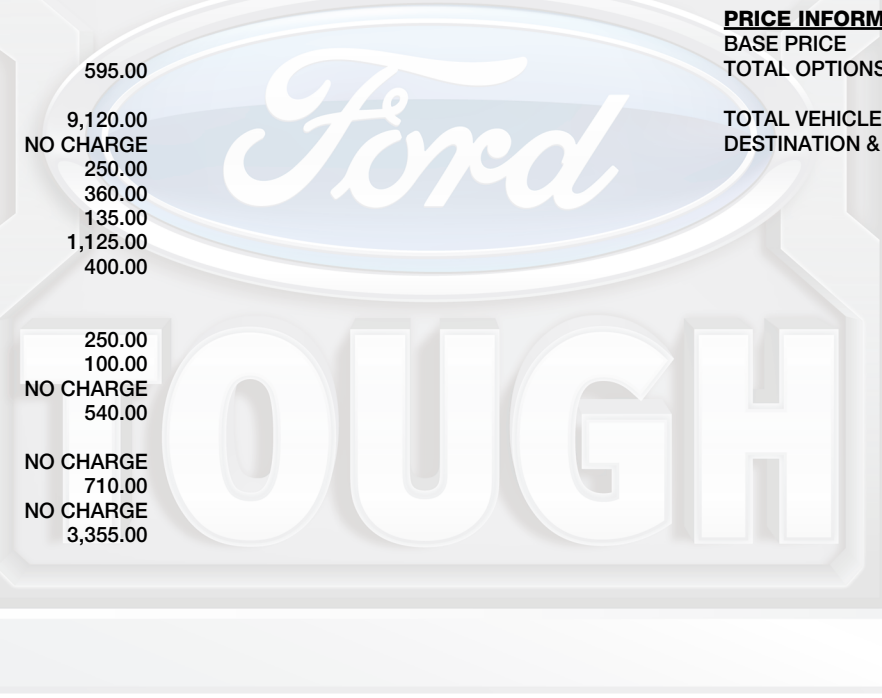 595.00
9,120.00
NO CHARGE
250.00
360.00
135.00
1,125.00
400.00
250.00
100.00
NO CHARGE
540.00
NO CHARGE
710.00
NO CHARGE
3,355.00
PRICE INFORM
BASE PRICE
TOTAL OPTIONS
TOTAL VEHICLE
DESTINATION &
Ford
TOUGH